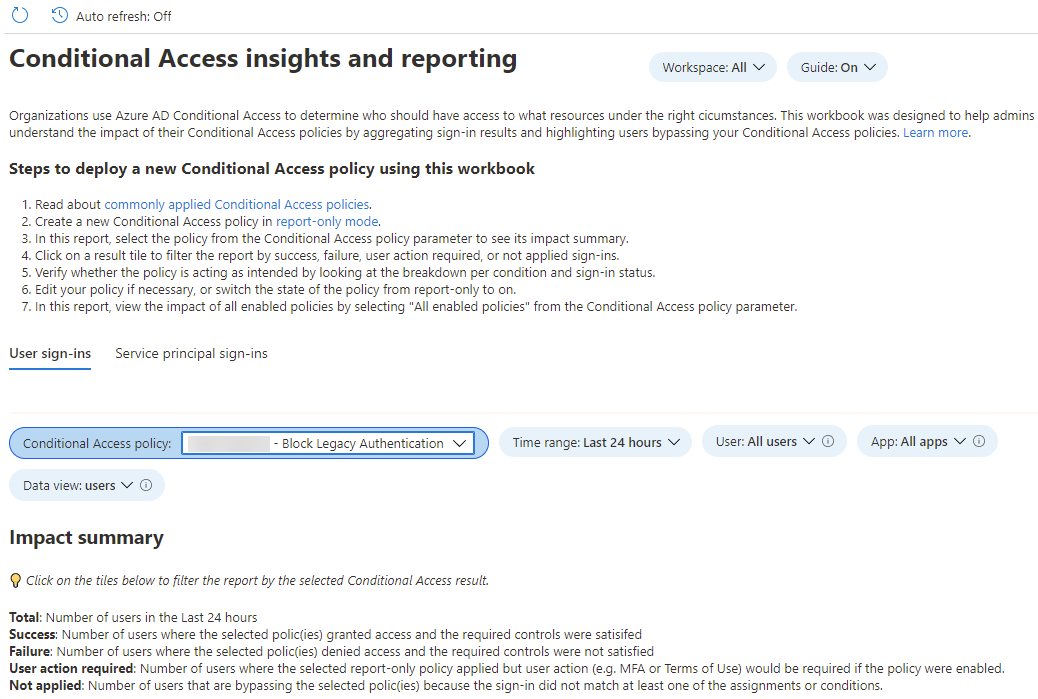 Auto refresh: Off
Conditional Access insights and reporting
Workspace: All
Guide: On
Organizations use Azure AD Conditional Access to determine who should have access to what resources under the right cicumstances. This workbook was designed to help admins
understand the impact of their Conditional Access policies by aggregating sign-in results and highlighting users bypassing your Conditional Access policies. Learn more.
Steps to deploy a new Conditional Access policy using this workbook
1. Read about commonly applied Conditional Access policies.
2. Create a new Conditional Access policy in report-only mode.
3. In this report, select the policy from the Conditional Access policy parameter to see its impact summary.
4. Click on a result tile to filter the report by success, failure, user action required, or not applied sign-ins.
5. Verify whether the policy is acting as intended by looking at the breakdown per condition and sign-in status.
6. Edit your policy if necessary, or switch the state of the policy from report-only to on.
7. In this report, view the impact of all enabled policies by selecting "All enabled policies" from the Conditional Access policy parameter.
User sign-ins
Service principal sign-ins
Conditional Access policy: - Block Legacy Authentication
Time range: Last 24 hours
User: All users
App: All apps
Data view: users
Impact summary
Click on the tiles below to filter the report by the selected Conditional Access result.
Total: Number of users in the Last 24 hours
Success: Number of users where the selected polic(ies) granted access and the required controls were satisifed
Failure: Number of users where the selected polic(ies) denied access and the required controls were not satisfied
User action required: Number of users where the selected report-only policy applied but user action (e.g. MFA or Terms of Use) would be required if the policy were enabled.
Not applied: Number of users that are bypassing the selected polic(ies) because the sign-in did not match at least one of the assignments or conditions.